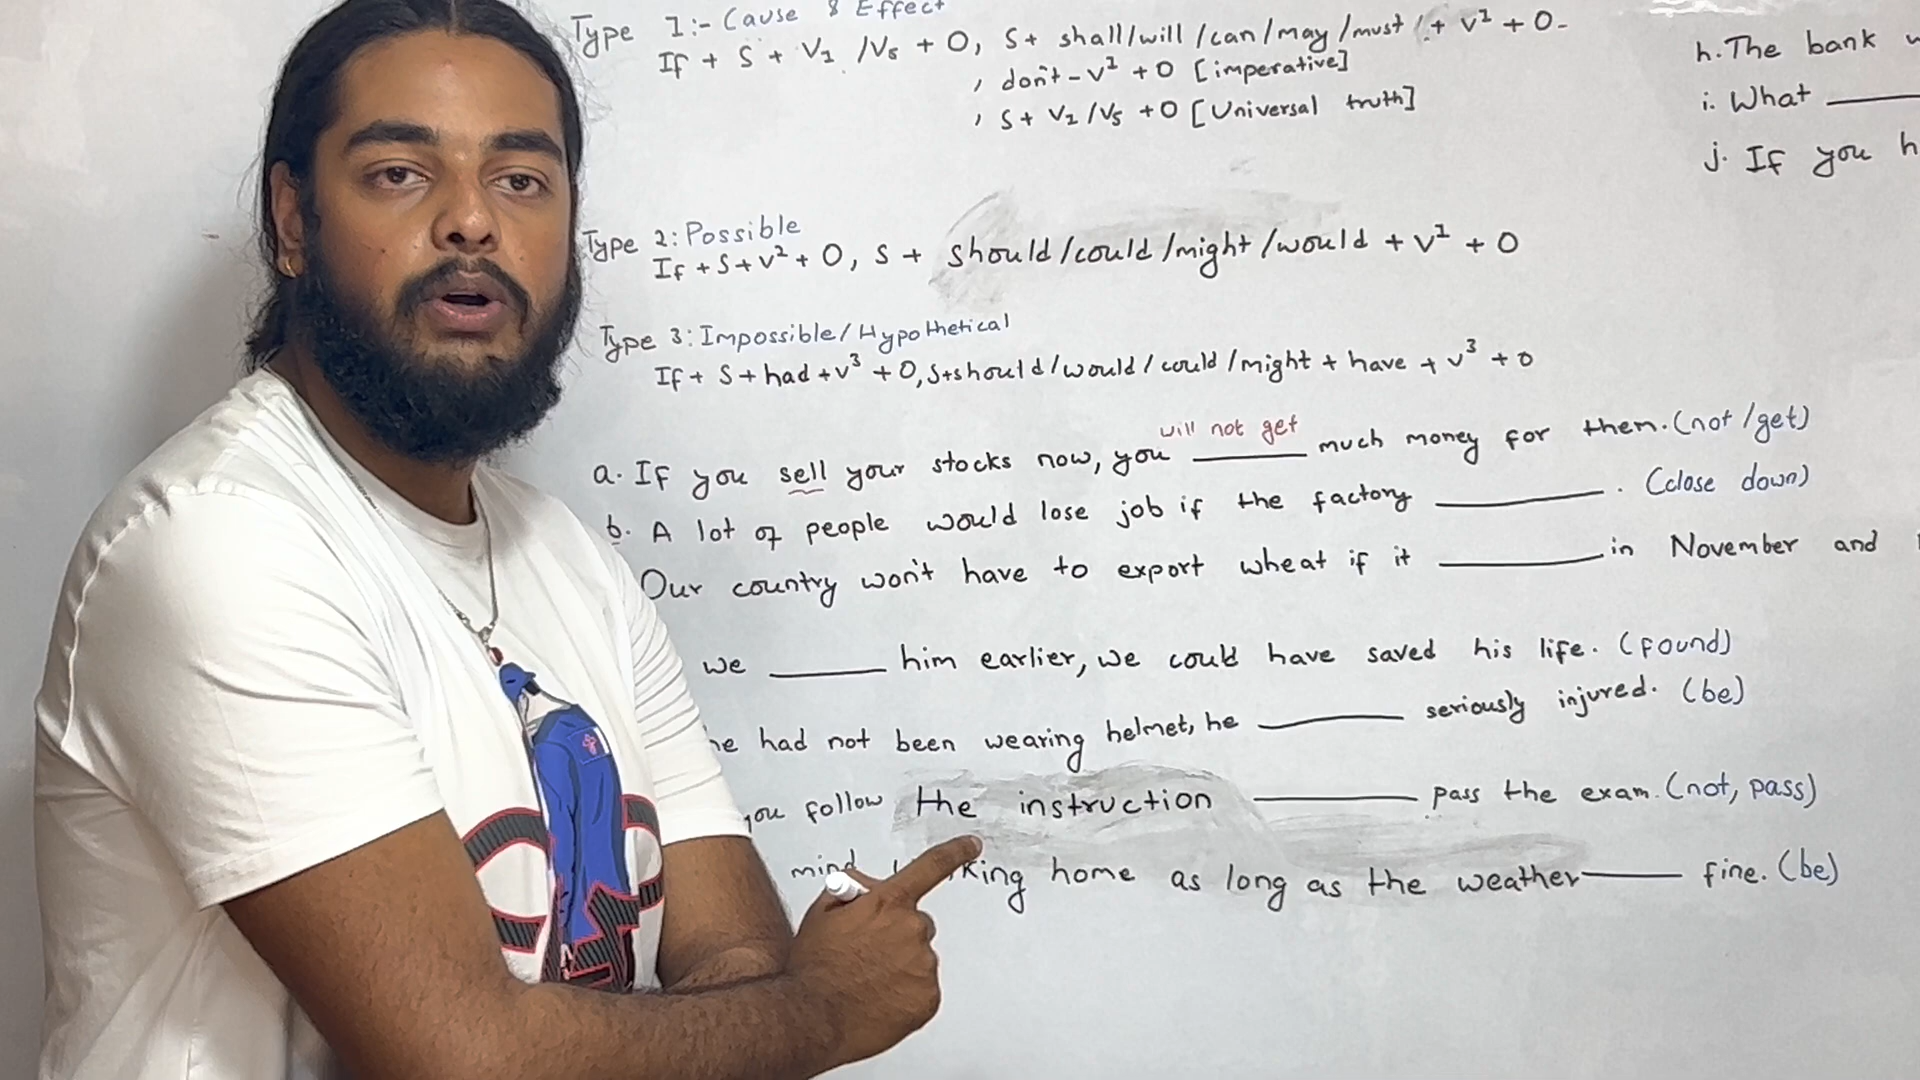 Type 1:- Cause & Effect
If + S + V₁ /V₅ + O, S+ shall/will /can/may/must /+ V¹ + O-
, don't - V¹ + O [imperative]
, S+ V₁ /V₅ +O [Universal truth]
Type 2: Possible
If +S+V² + O, S + should/could/might/would + V¹ + O
Type 3: Impossible/Hypothetical
If + S+had+V³ +O, S+should/would/could/might + have + V³ + O
a. If you sell your stocks now, you will not get ______ much money for them. (not/get)
b. A lot of people would lose job if the factory ______. (close down)
Our country won't have to export wheat if it ______ in November and
we ______ him earlier, we could have saved his life. (found)
he had not been wearing helmet, he ______ seriously injured. (be)
you follow the instruction ______ pass the exam. (not, pass)
mind king home as long as the weather ______ fine. (be)
h. The bank
i. What ______
j. If you h